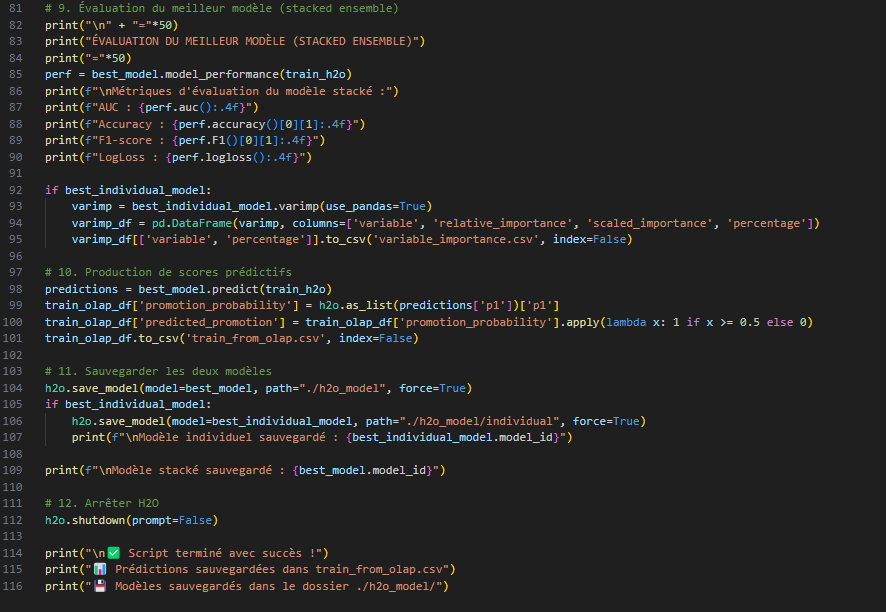 81 # 9. Évaluation du meilleur modèle (stacked ensemble)
82 print("\n" + "="*50)
83 print("ÉVALUATION DU MEILLEUR MODÈLE (STACKED ENSEMBLE)")
84 print("="*50)
85 perf = best_model.model_performance(train_h2o)
86 print(f"\nMétriques d'évaluation du modèle stacké :")
87 print(f"AUC : {perf.auc():.4f}")
88 print(f"Accuracy : {perf.accuracy()[0][1]:.4f}")
89 print(f"F1-score : {perf.F1()[0][1]:.4f}")
90 print(f"LogLoss : {perf.logloss():.4f}")
91
92 if best_individual_model:
93     varimp = best_individual_model.varimp(use_pandas=True)
94     varimp_df = pd.DataFrame(varimp, columns=['variable', 'relative_importance', 'scaled_importance', 'percentage'])
95     varimp_df[['variable', 'percentage']].to_csv('variable_importance.csv', index=False)
96
97 # 10. Production de scores prédictifs
98 predictions = best_model.predict(train_h2o)
99 train_olap_df['promotion_probability'] = h2o.as_list(predictions['p1'])['p1']
100 train_olap_df['predicted_promotion'] = train_olap_df['promotion_probability'].apply(lambda x: 1 if x >= 0.5 else 0)
101 train_olap_df.to_csv('train_from_olap.csv', index=False)
102
103 # 11. Sauvegarder les deux modèles
104 h2o.save_model(model=best_model, path="./h2o_model", force=True)
105 if best_individual_model:
106     h2o.save_model(model=best_individual_model, path="./h2o_model/individual", force=True)
107     print(f"\nModèle individuel sauvegardé : {best_individual_model.model_id}")
108
109 print(f"\nModèle stacké sauvegardé : {best_model.model_id}")
110
111 # 12. Arrêter H2O
112 h2o.shutdown(prompt=False)
113
114 print("\n✅ Script terminé avec succès !")
115 print("📊 Prédictions sauvegardées dans train_from_olap.csv")
116 print("💾 Modèles sauvegardés dans le dossier ./h2o_model/")